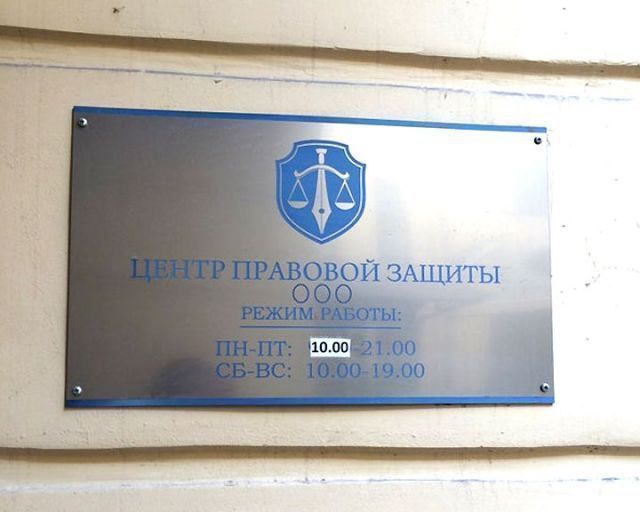 ЦЕНТР ПРАВОВОЙ ЗАЩИТЫ
ООО
РЕЖИМ РАБОТЫ:
ПН-ПТ: 10.00-21.00
СБ-ВС: 10.00-19.00